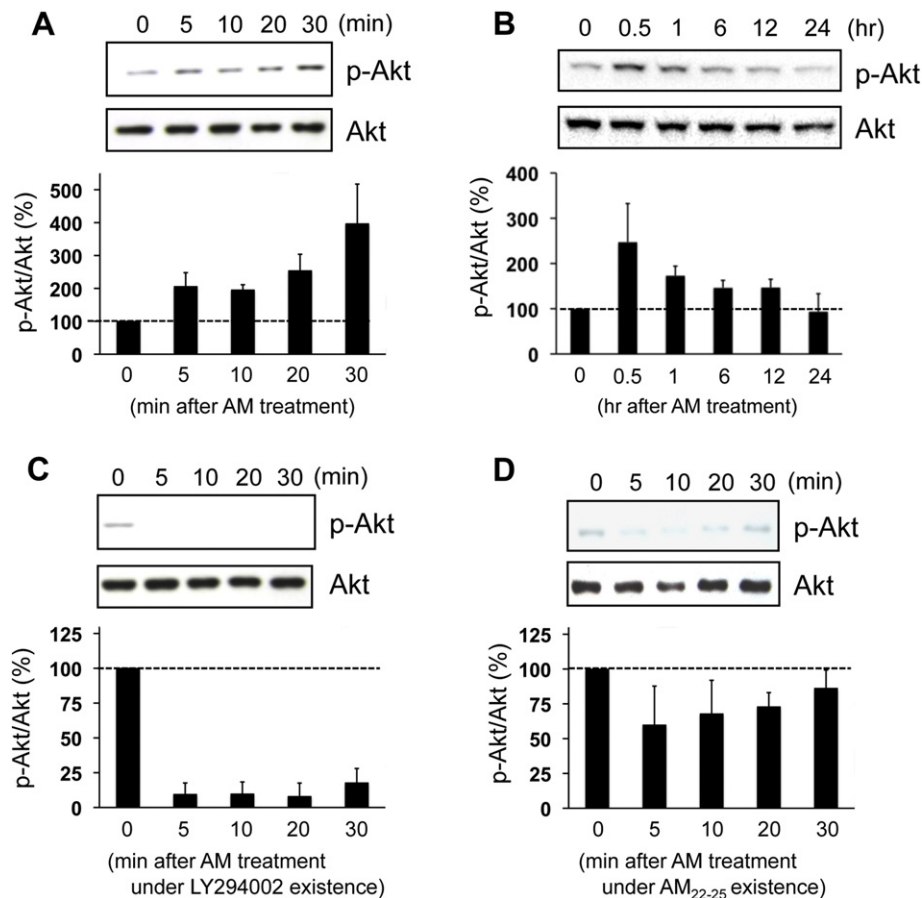 A
0 5 10 20 30 (min)
p-Akt
Akt
p-Akt/Akt (%)
500
400
300
200
100
0
0 5 10 20 30
(min after AM treatment)
B
0 0.5 1 6 12 24 (hr)
p-Akt
Akt
p-Akt/Akt (%)
400
300
200
100
0
0 0.5 1 6 12 24
(hr after AM treatment)
C
0 5 10 20 30 (min)
p-Akt
Akt
p-Akt/Akt (%)
125
100
75
50
25
0
0 5 10 20 30
(min after AM treatment
under LY294002 existence)
D
0 5 10 20 30 (min)
p-Akt
Akt
p-Akt/Akt (%)
125
100
75
50
25
0
0 5 10 20 30
(min after AM treatment
under AM22-25 existence)